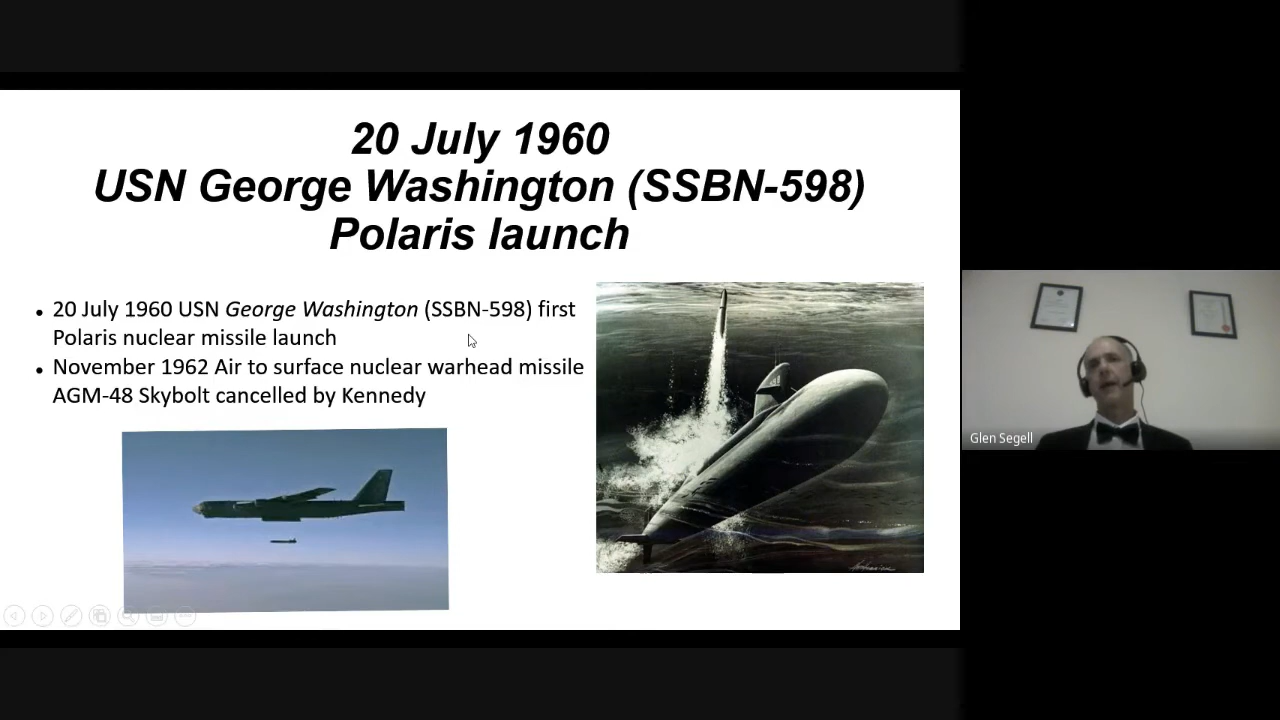 20 July 1960
USN George Washington (SSBN-598)
Polaris launch
• 20 July 1960 USN George Washington (SSBN-598) first
Polaris nuclear missile launch
• November 1962 Air to surface nuclear warhead missile
AGM-48 Skybolt cancelled by Kennedy
Glen Segell